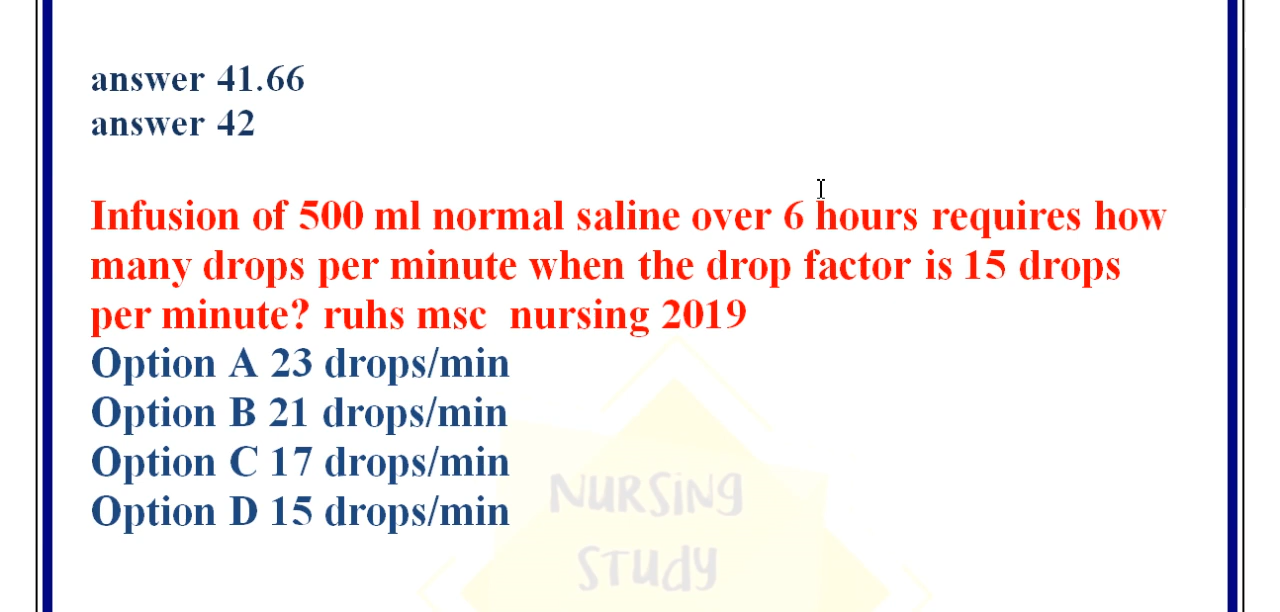 answer 41.66
answer 42
Infusion of 500 ml normal saline over 6 hours requires how
many drops per minute when the drop factor is 15 drops
per minute? ruhs msc  nursing 2019
Option A 23 drops/min
Option B 21 drops/min
Option C 17 drops/min
Option D 15 drops/min
NURSiNg
STudy